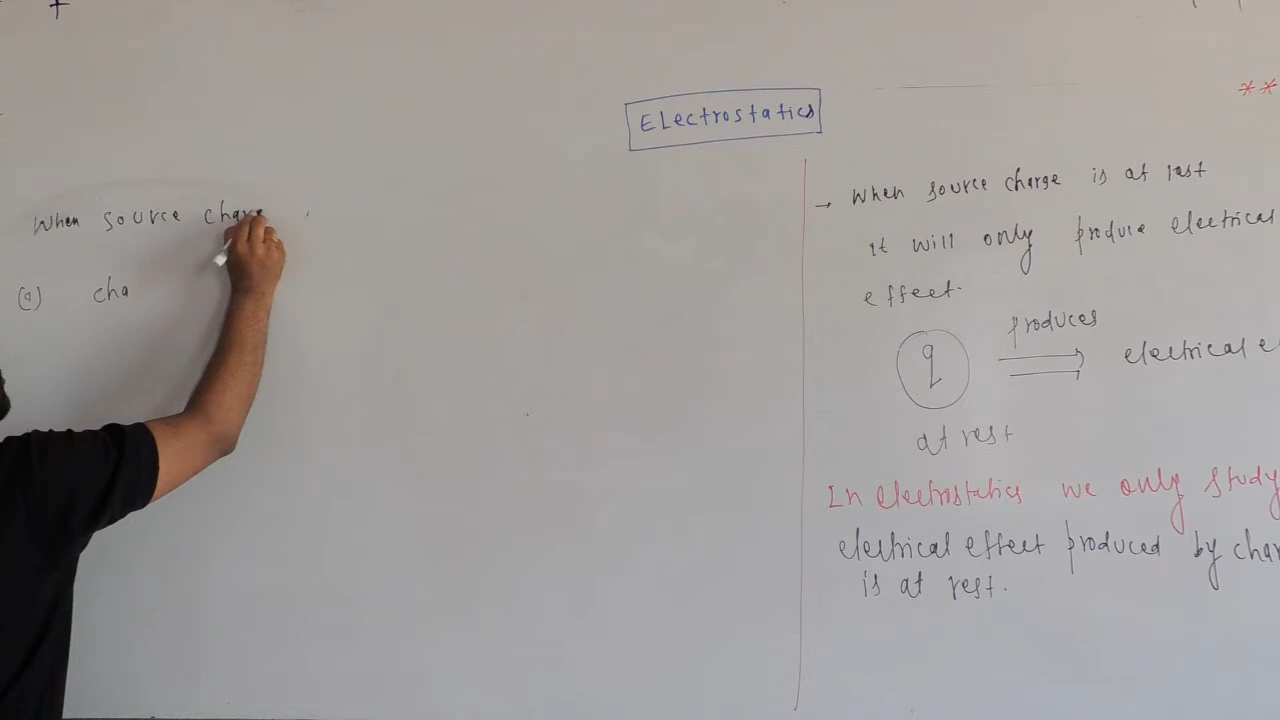 Electrostatics
**
When source charge
(a) cha
→ When source charge is at rest
It will only produce electrical
effect.
produces
q ⇒ electrical e
at rest
In electrostatics we only study
electrical effect produced by char
is at rest.